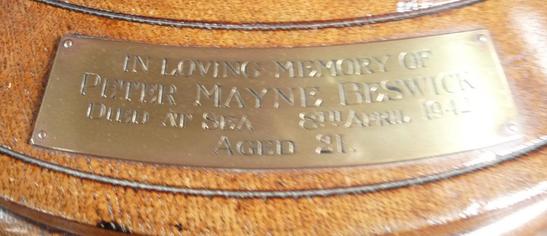 IN LOVING MEMORY OF
PETER MAYNE BESWICK
DIED AT SEA 8TH APRIL 1942
AGED 21.